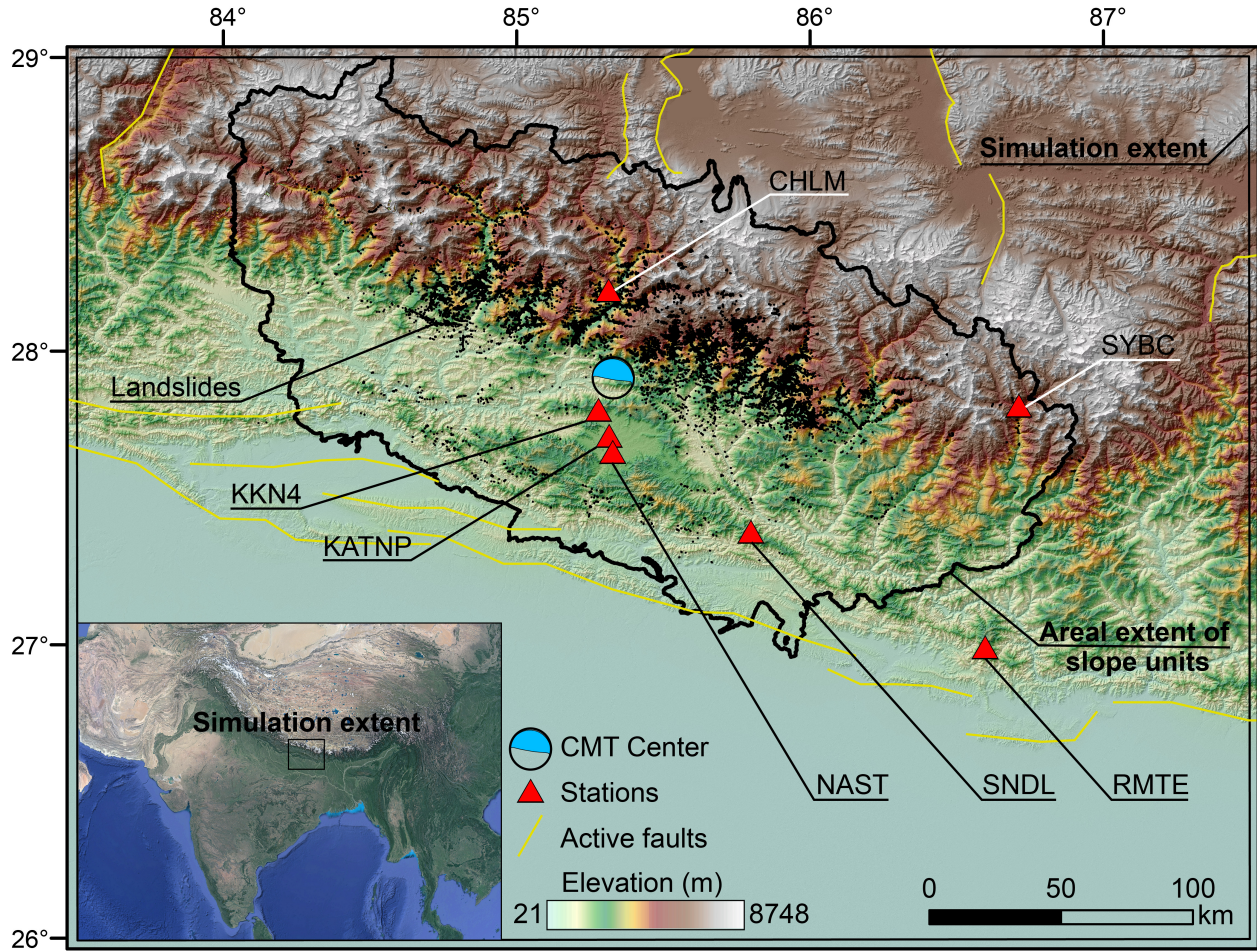 84° 85° 86° 87°
29°
Simulation extent
CHLM
28°
SYBC
Landslides
KKN4
KATNP
27°
Areal extent of
slope units
Simulation extent
CMT Center
NAST SNDL RMTE
Stations
Active faults
Elevation (m)
21 8748
0 50 100
km
26°